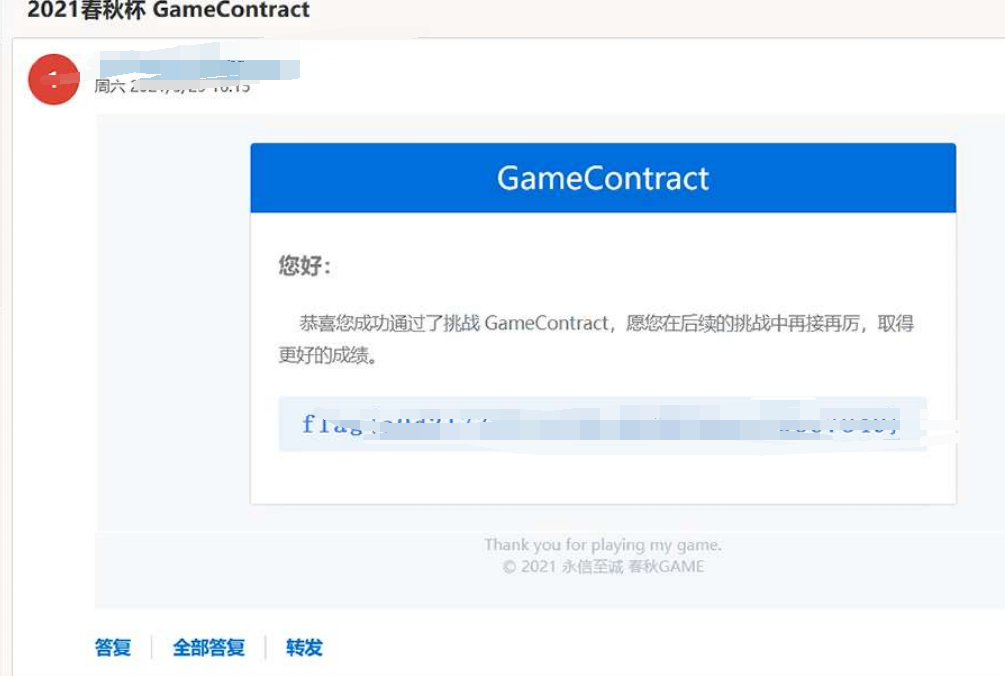 2021春秋杯 GameContract
周六
GameContract
您好：
恭喜您成功通过了挑战 GameContract，愿您在后续的挑战中再接再厉，取得
更好的成绩。
Thank you for playing my game.
© 2021 永信至诚 春秋GAME
答复 全部答复 转发